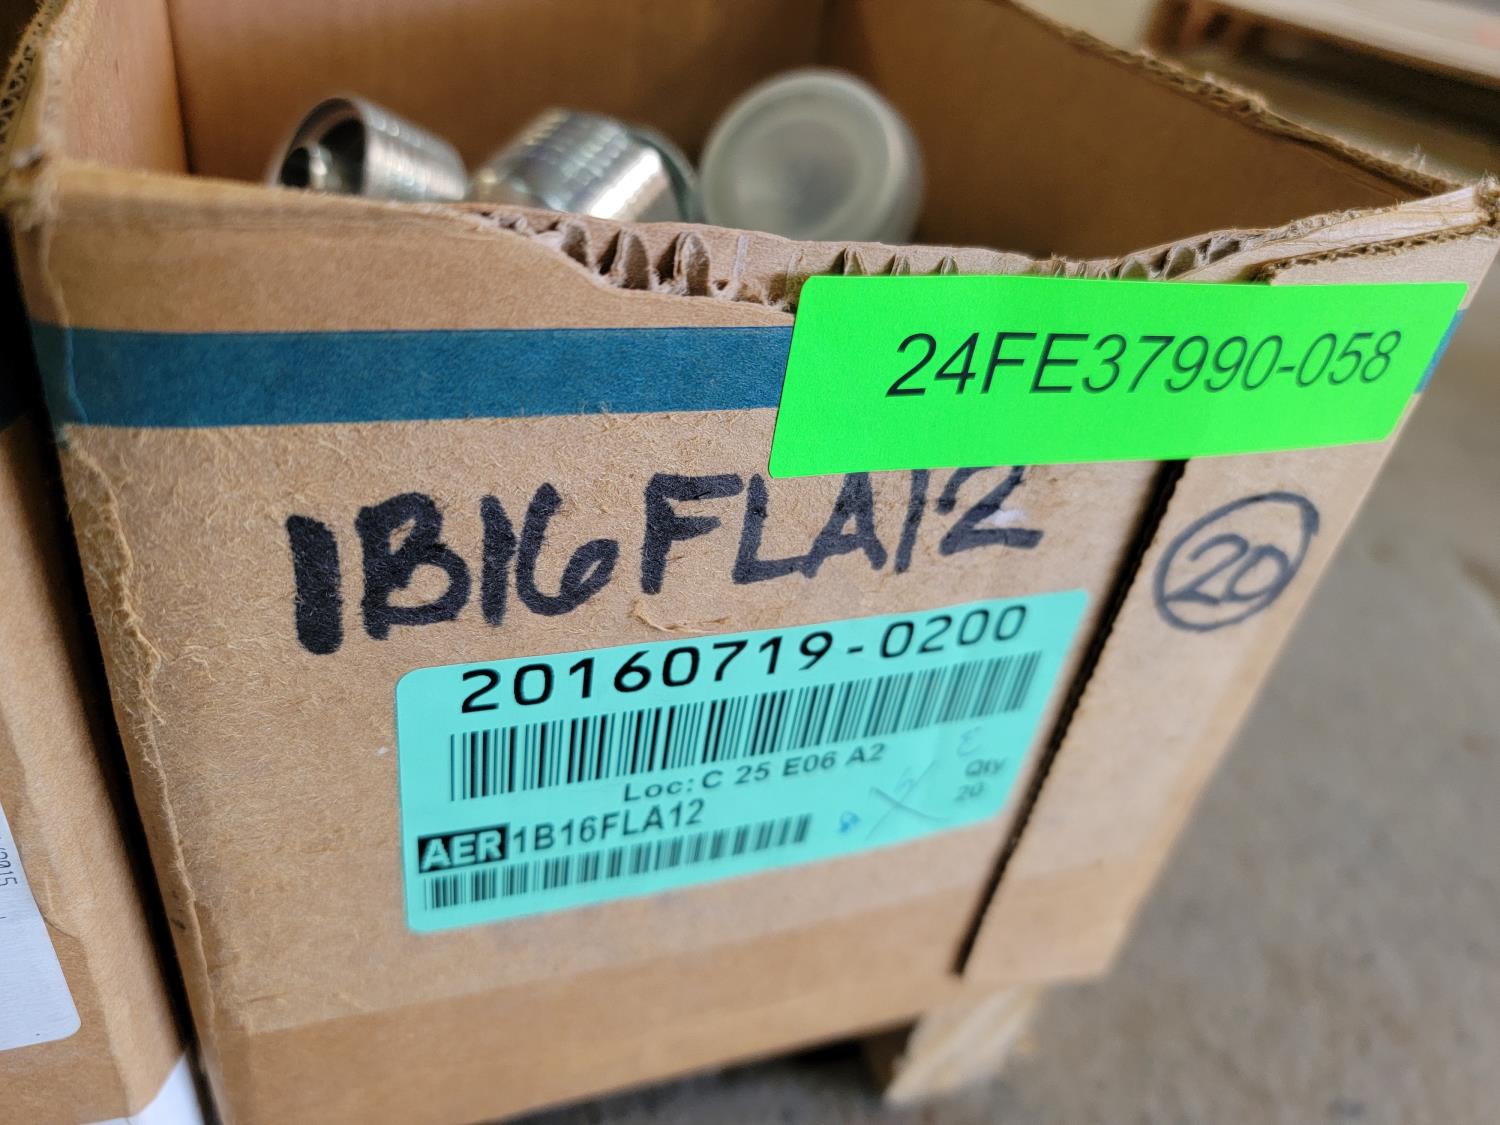 24FE37990-058
1B16FLA12
20
20160719-0200
Loc: C 25 E06 A2
Qty
20
AER 1B16FLA12